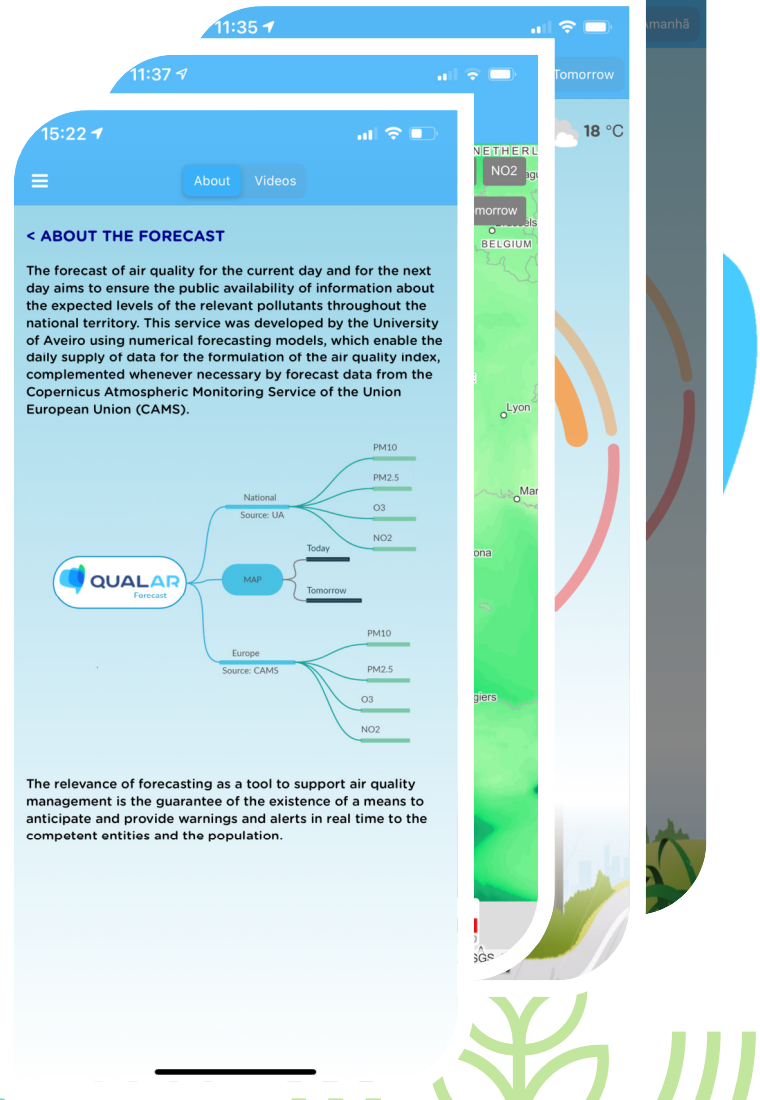 11:35
Amanhã
11:37
Tomorrow
15:22
18 °C
NETHERL
NO2
About Videos
morrow
BELGIUM
< ABOUT THE FORECAST
The forecast of air quality for the current day and for the next
day aims to ensure the public availability of information about
the expected levels of the relevant pollutants throughout the
national territory. This service was developed by the University
of Aveiro using numerical forecasting models, which enable the
daily supply of data for the formulation of the air quality index,
complemented whenever necessary by forecast data from the
Copernicus Atmospheric Monitoring Service of the Union
European Union (CAMS).
Lyon
PM10
PM2.5
National
Source: UA
O3
NO2
Mar
Today
ona
QUALAR
Forecast
MAP
Tomorrow
PM10
Europe
Source: CAMS
PM2.5
O3
giers
NO2
The relevance of forecasting as a tool to support air quality
management is the guarantee of the existence of a means to
anticipate and provide warnings and alerts in real time to the
competent entities and the population.